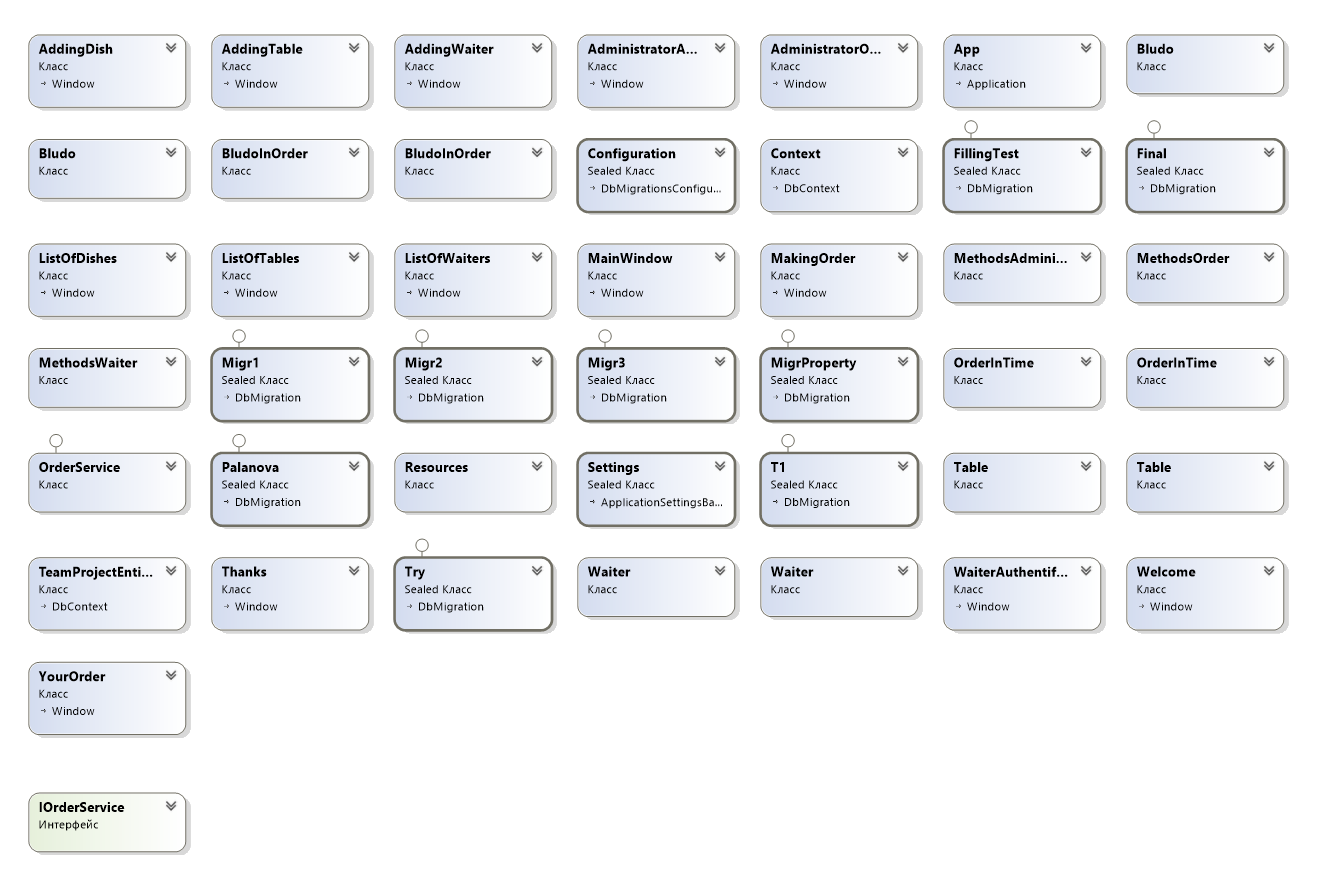 AddingDish
Класс
Window
AddingTable
Класс
Window
AddingWaiter
Класс
Window
AdministratorA...
Класс
Window
AdministratorO...
Класс
Window
App
Класс
Application
Bludo
Класс
Bludo
Класс
BludoInOrder
Класс
BludoInOrder
Класс
Configuration
Sealed Класс
DbMigrationsConfigu...
Context
Класс
DbContext
FillingTest
Sealed Класс
DbMigration
Final
Sealed Класс
DbMigration
ListOfDishes
Класс
Window
ListOfTables
Класс
Window
ListOfWaiters
Класс
Window
MainWindow
Класс
Window
MakingOrder
Класс
Window
MethodsAdmini...
Класс
MethodsOrder
Класс
MethodsWaiter
Класс
Migr1
Sealed Класс
DbMigration
Migr2
Sealed Класс
DbMigration
Migr3
Sealed Класс
DbMigration
MigrProperty
Sealed Класс
DbMigration
OrderInTime
Класс
OrderInTime
Класс
OrderService
Класс
Palanova
Sealed Класс
DbMigration
Resources
Класс
Settings
Sealed Класс
ApplicationSettingsBa...
T1
Sealed Класс
DbMigration
Table
Класс
Table
Класс
TeamProjectEnti...
Класс
DbContext
Thanks
Класс
Window
Try
Sealed Класс
DbMigration
Waiter
Класс
Waiter
Класс
WaiterAuthentif...
Класс
Window
Welcome
Класс
Window
YourOrder
Класс
Window
IOrderService
Интерфейс